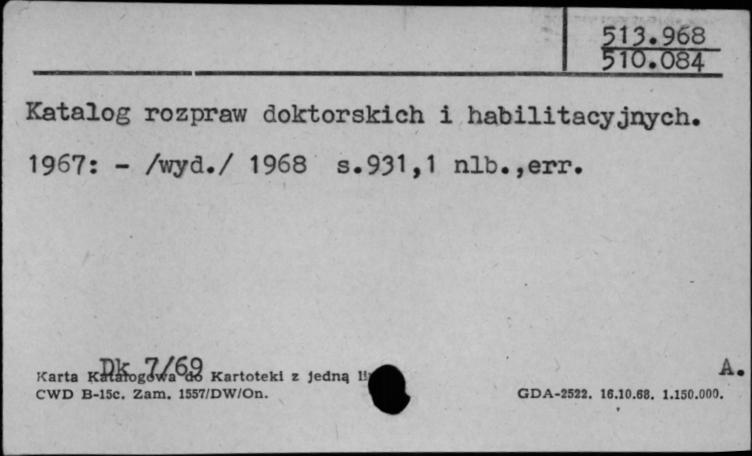 513.968
510.084
Katalog rozpraw doktorskich i habilitacyjnych.
1967: - /wyd./ 1968 s.931,1 nlb.,err.
Dk 7/69
A.
Karta Katalogowa do Kartoteki z jedną
CWD B-15c. Zam. 1557/DW/On.
GDA-2522. 16.10.68. 1.150.000.